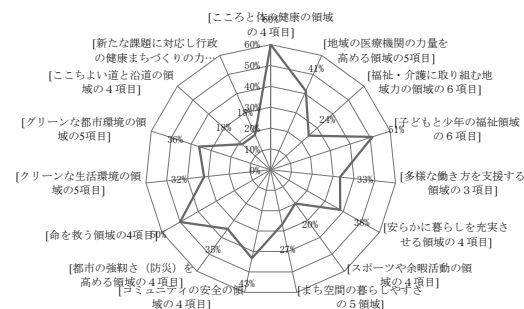 [こころと体の健康の領域
の４項目]
60%
[地域の医療機関の力量を
高める領域の5項目]
41%
[福祉・介護に取り組む地
域力の領域の６項目]
24%
[子どもと少年の福祉領域
の６項目]
51%
[多様な働き方を支援する
領域の３項目]
33%
[安らかに暮らしを充実さ
せる領域の４項目]
38%
[スポーツや余暇活動の領
域の４項目]
20%
[まち空間の暮らしやすさ
の５領域]
27%
[コミュニティの安全の領
域の４項目]
43%
[都市の強靱さ（防災）を
高める領域の４項目]
35%
[命を救う領域の4項目]
50%
[クリーンな生活環境の領
域の5項目]
32%
[グリーンな都市環境の領
域の5項目]
36%
[ここちよい道と沿道の領
域の４項目]
18%
[新たな課題に対応し行政
の健康まちづくりの力…
18%
60%
50%
40%
30%
20%
10%
0%